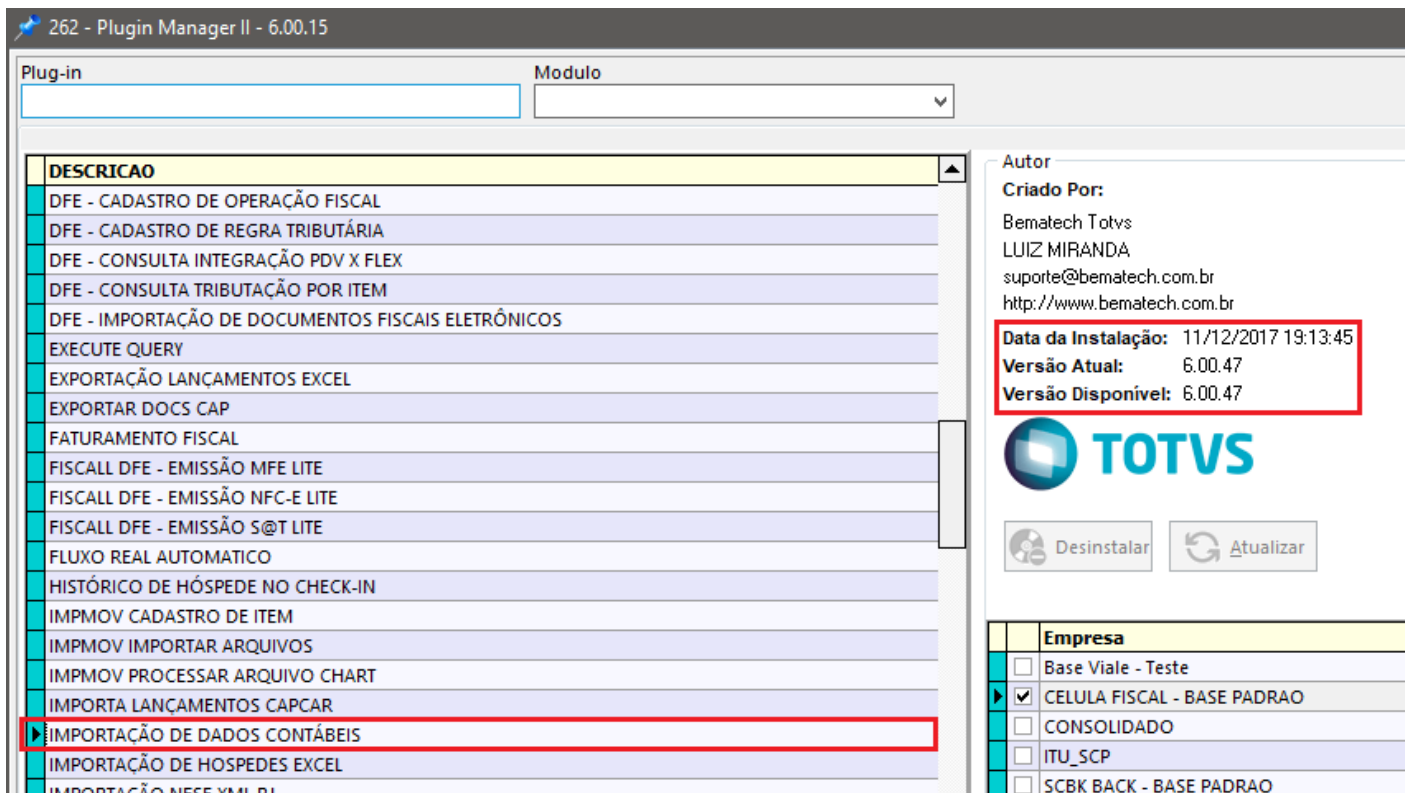 262 - Plugin Manager II - 6.00.15
Plug-in
Modulo
DESCRICAO
DFE - CADASTRO DE OPERAÇÃO FISCAL
DFE - CADASTRO DE REGRA TRIBUTÁRIA
DFE - CONSULTA INTEGRAÇÃO PDV X FLEX
DFE - CONSULTA TRIBUTAÇÃO POR ITEM
DFE - IMPORTAÇÃO DE DOCUMENTOS FISCAIS ELETRÔNICOS
EXECUTE QUERY
EXPORTAÇÃO LANÇAMENTOS EXCEL
EXPORTAR DOCS CAP
FATURAMENTO FISCAL
FISCALL DFE - EMISSÃO MFE LITE
FISCALL DFE - EMISSÃO NFC-E LITE
FISCALL DFE - EMISSÃO S@T LITE
FLUXO REAL AUTOMATICO
HISTÓRICO DE HÓSPEDE NO CHECK-IN
IMPMOV CADASTRO DE ITEM
IMPMOV IMPORTAR ARQUIVOS
IMPMOV PROCESSAR ARQUIVO CHART
IMPORTA LANÇAMENTOS CAPCAR
IMPORTAÇÃO DE DADOS CONTÁBEIS
IMPORTAÇÃO DE HOSPEDES EXCEL
IMPORTAÇÃO NFSE XML RJ
Autor
Criado Por:
Bematech Totvs
LUIZ MIRANDA
suporte@bematech.com.br
http://www.bematech.com.br
Data da Instalação: 11/12/2017 19:13:45
Versão Atual: 6.00.47
Versão Disponível: 6.00.47
TOTVS
Desinstalar
Atualizar
Empresa
Base Viale - Teste
CELULA FISCAL - BASE PADRAO
CONSOLIDADO
ITU_SCP
SCBK BACK - BASE PADRAO